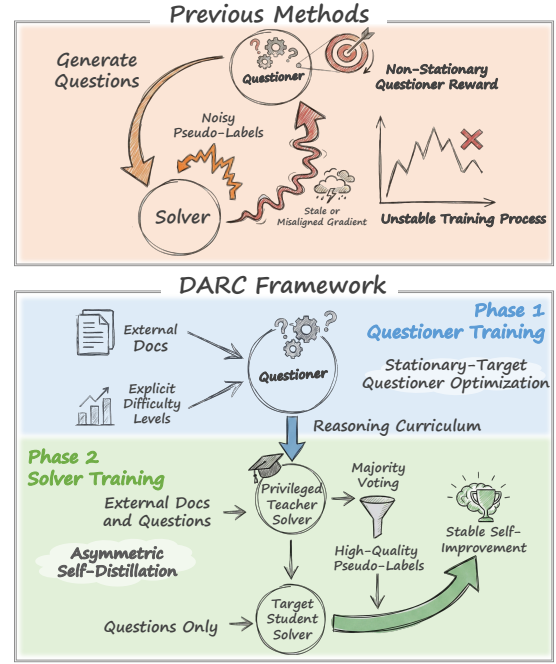 Previous Methods
Generate
Questions
Questioner
Non-Stationary
Questioner Reward
Noisy
Pseudo-Labels
Solver
Stale or
Misaligned Gradient
Unstable Training Process
DARC Framework
Phase 1
Questioner Training
External
Docs
Explicit
Difficulty
Levels
Questioner
Stationary-Target
Questioner Optimization
Reasoning Curriculum
Phase 2
Solver Training
External Docs
and Questions
Privileged
Teacher
Solver
Majority
Voting
High-Quality
Pseudo-Labels
Stable Self-
Improvement
Asymmetric
Self-Distillation
Questions Only
Target
Student
Solver